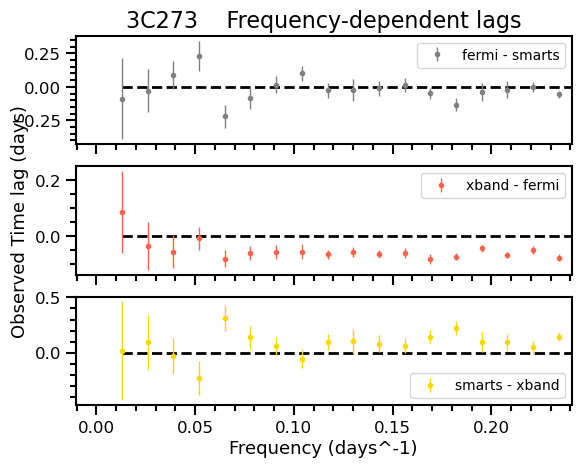 3C273 Frequency-dependent lags
0.25
0.00
−0.25
fermi - smarts
0.2
0.0
xband - fermi
Observed Time lag (days)
0.5
0.0
smarts - xband
0.00 0.05 0.10 0.15 0.20
Frequency (days^-1)